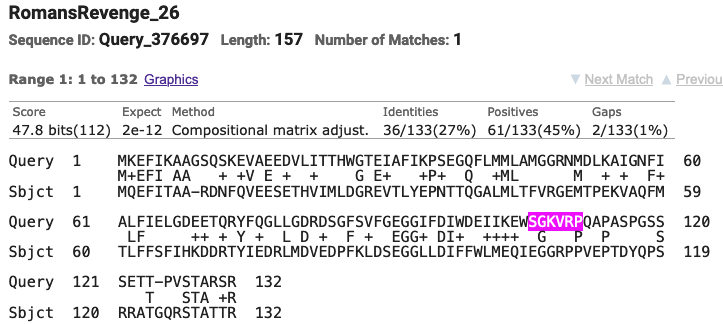 RomansRevenge_26
Sequence ID: Query_376697 Length: 157 Number of Matches: 1
Range 1: 1 to 132 Graphics ▼ Next Match ▲ Previou
Score Expect Method Identities Positives Gaps
47.8 bits(112) 2e-12 Compositional matrix adjust. 36/133(27%) 61/133(45%) 2/133(1%)
Query 1 MKEFIKAAGSQSKEVAEEDVLITTHWGTEIAFIKPSEGQFLMMLAMGGRNMDLKAIGNFI 60
M+EFI AA + +V E + G E+ +P+ Q +ML M + + F+
Sbjct 1 MQEFITAA-RDNFQVESETHVIMLDGREVTLYEPNTTQGALMLTFVRGEMTPEKVAQFM 59
Query 61 ALFIELGDEETQRYFQGLLGDRDSGFSVFGEGGIFDIWDEIIKEWSGKVRPQAPASPGSS 120
LF ++ + Y + L D + F + EGG+ DI+ ++++ G P P S
Sbjct 60 TLFFSFIHKDDRTYIEDRLMDVEDPFKLDSEGGLLDIFFWLMEQIEGGRPPVEPTDYQPS 119
Query 121 SETT-PVSTARSR 132
T STA +R
Sbjct 120 RRATGQRSTATTR 132